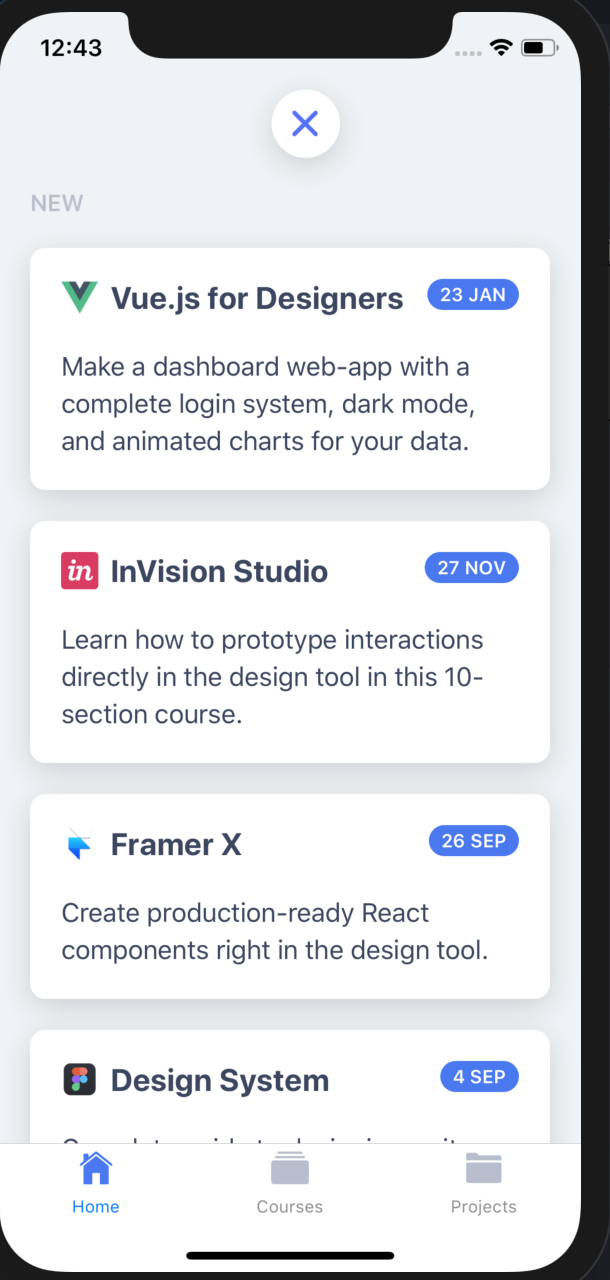 12:43
NEW
Vue.js for Designers
23 JAN
Make a dashboard web-app with a
complete login system, dark mode,
and animated charts for your data.
in
InVision Studio
27 NOV
Learn how to prototype interactions
directly in the design tool in this 10-
section course.
Framer X
26 SEP
Create production-ready React
components right in the design tool.
Design System
4 SEP
Home
Courses
Projects